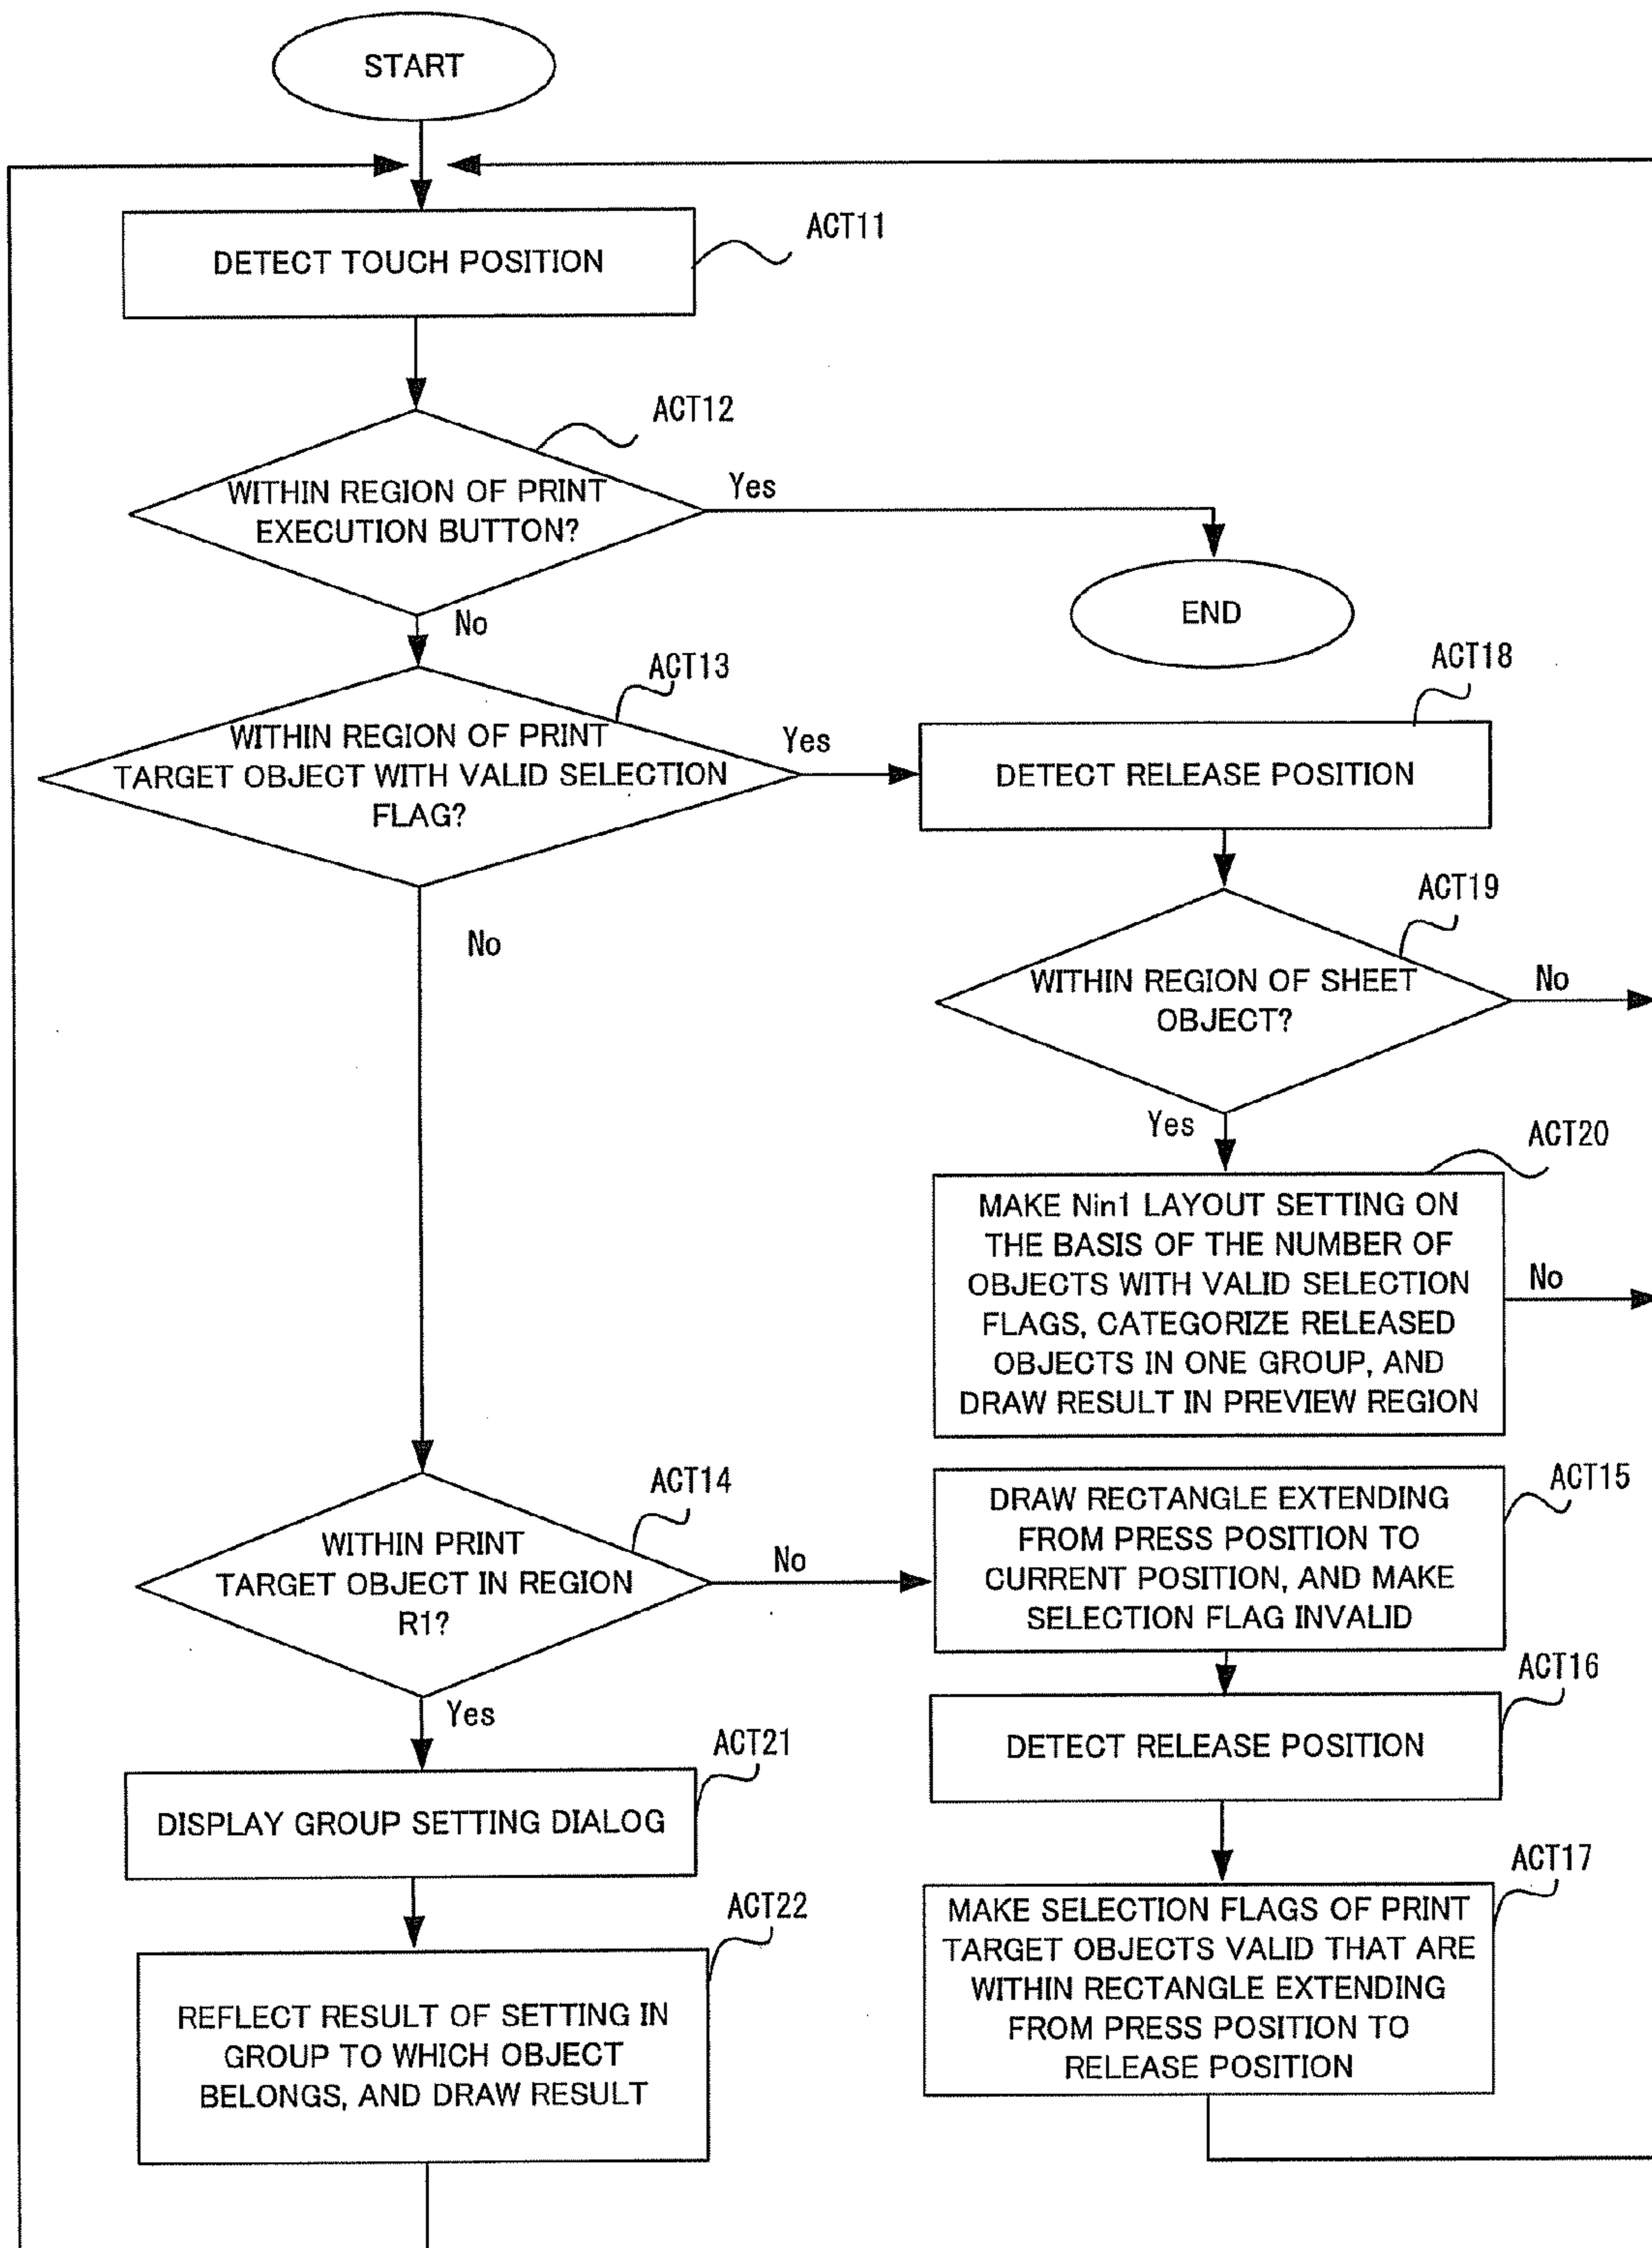 START
ACT11
DETECT TOUCH POSITION
ACT12
WITHIN REGION OF PRINT
EXECUTION BUTTON?
Yes
No
END
ACT13
WITHIN REGION OF PRINT
TARGET OBJECT WITH VALID SELECTION
FLAG?
Yes
No
ACT18
DETECT RELEASE POSITION
ACT19
WITHIN REGION OF SHEET
OBJECT?
No
Yes
ACT20
MAKE Nin1 LAYOUT SETTING ON
THE BASIS OF THE NUMBER OF
OBJECTS WITH VALID SELECTION
FLAGS, CATEGORIZE RELEASED
OBJECTS IN ONE GROUP, AND
DRAW RESULT IN PREVIEW REGION
No
ACT14
WITHIN PRINT
TARGET OBJECT IN REGION
R1?
No
Yes
ACT15
DRAW RECTANGLE EXTENDING
FROM PRESS POSITION TO
CURRENT POSITION, AND MAKE
SELECTION FLAG INVALID
ACT16
DETECT RELEASE POSITION
ACT21
DISPLAY GROUP SETTING DIALOG
ACT17
MAKE SELECTION FLAGS OF PRINT
TARGET OBJECTS VALID THAT ARE
WITHIN RECTANGLE EXTENDING
FROM PRESS POSITION TO
RELEASE POSITION
ACT22
REFLECT RESULT OF SETTING IN
GROUP TO WHICH OBJECT
BELONGS, AND DRAW RESULT